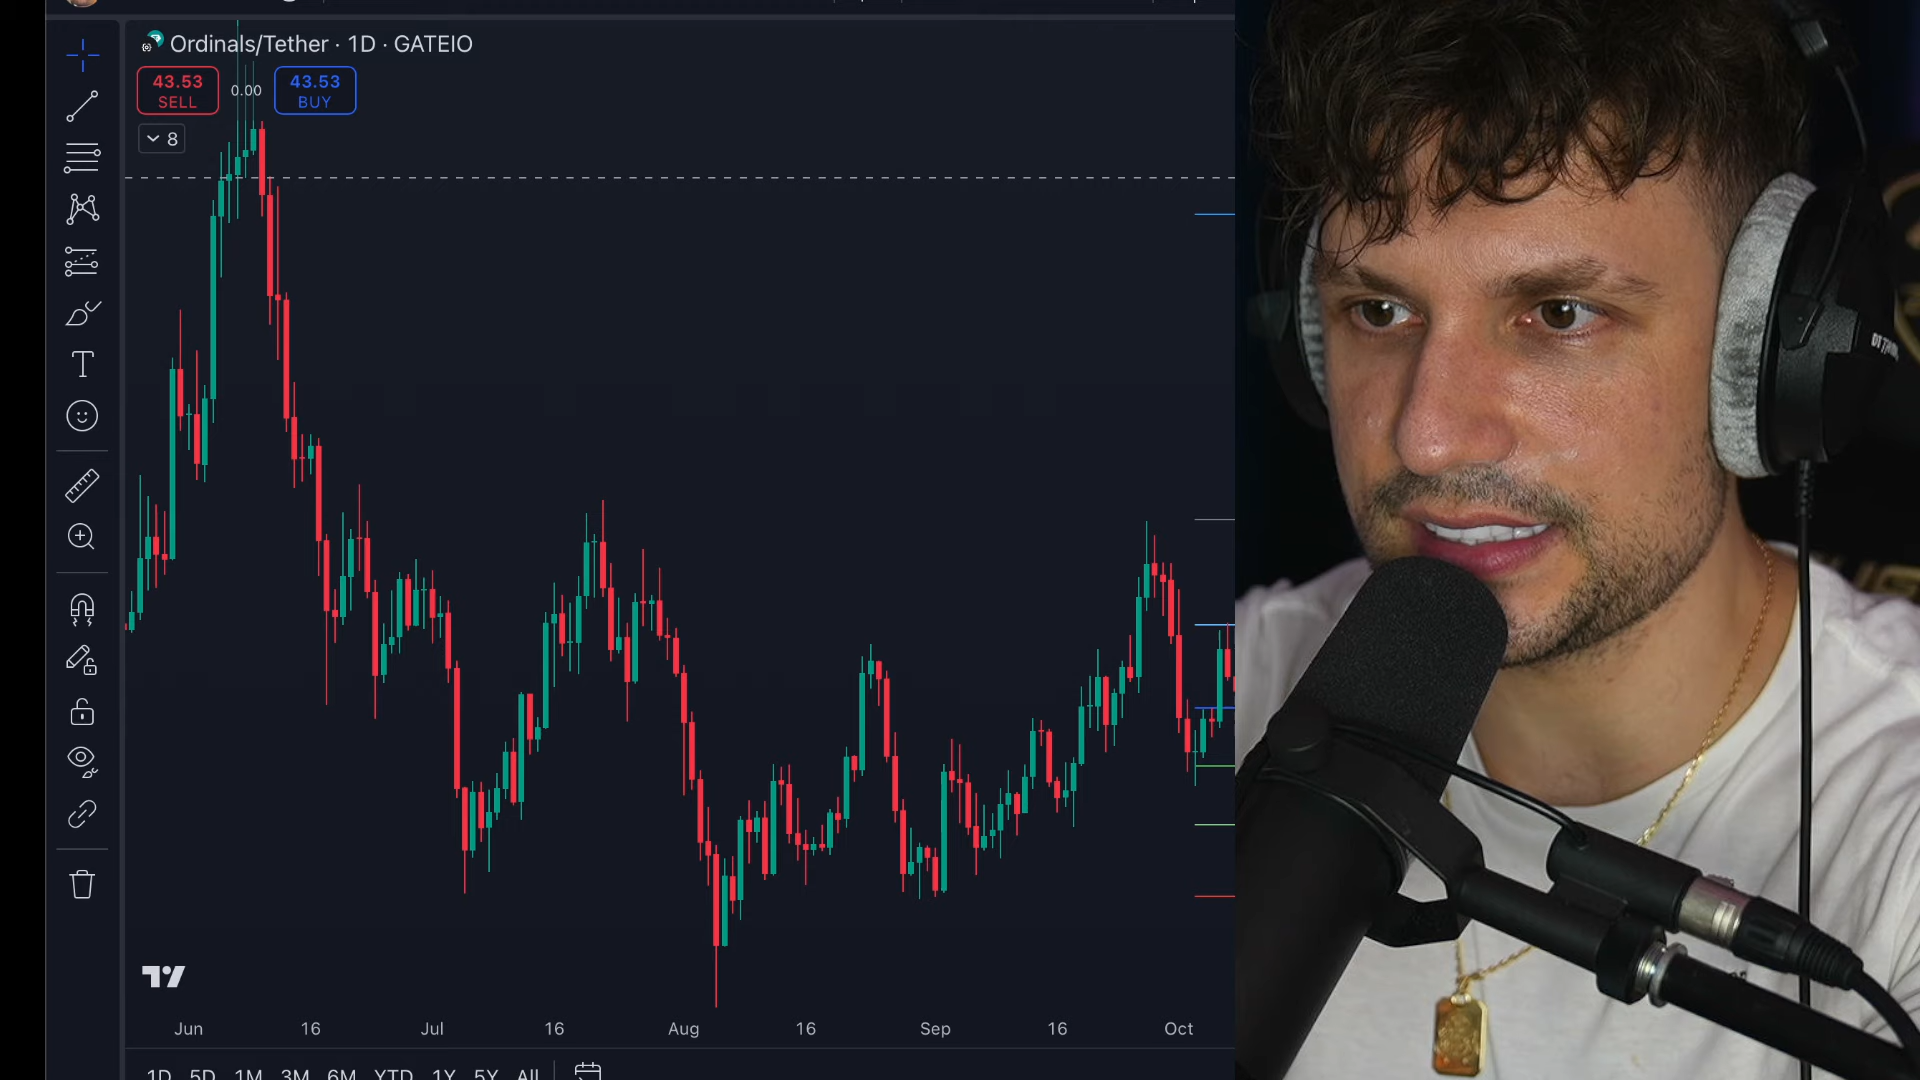 Ordinals/Tether · 1D · GATEIO
43.53
SELL
0.00
43.53
BUY
8
Jun 16 Jul 16 Aug 16 Sep 16 Oct
1D 5D 1M 3M 6M YTD 1Y 5Y All